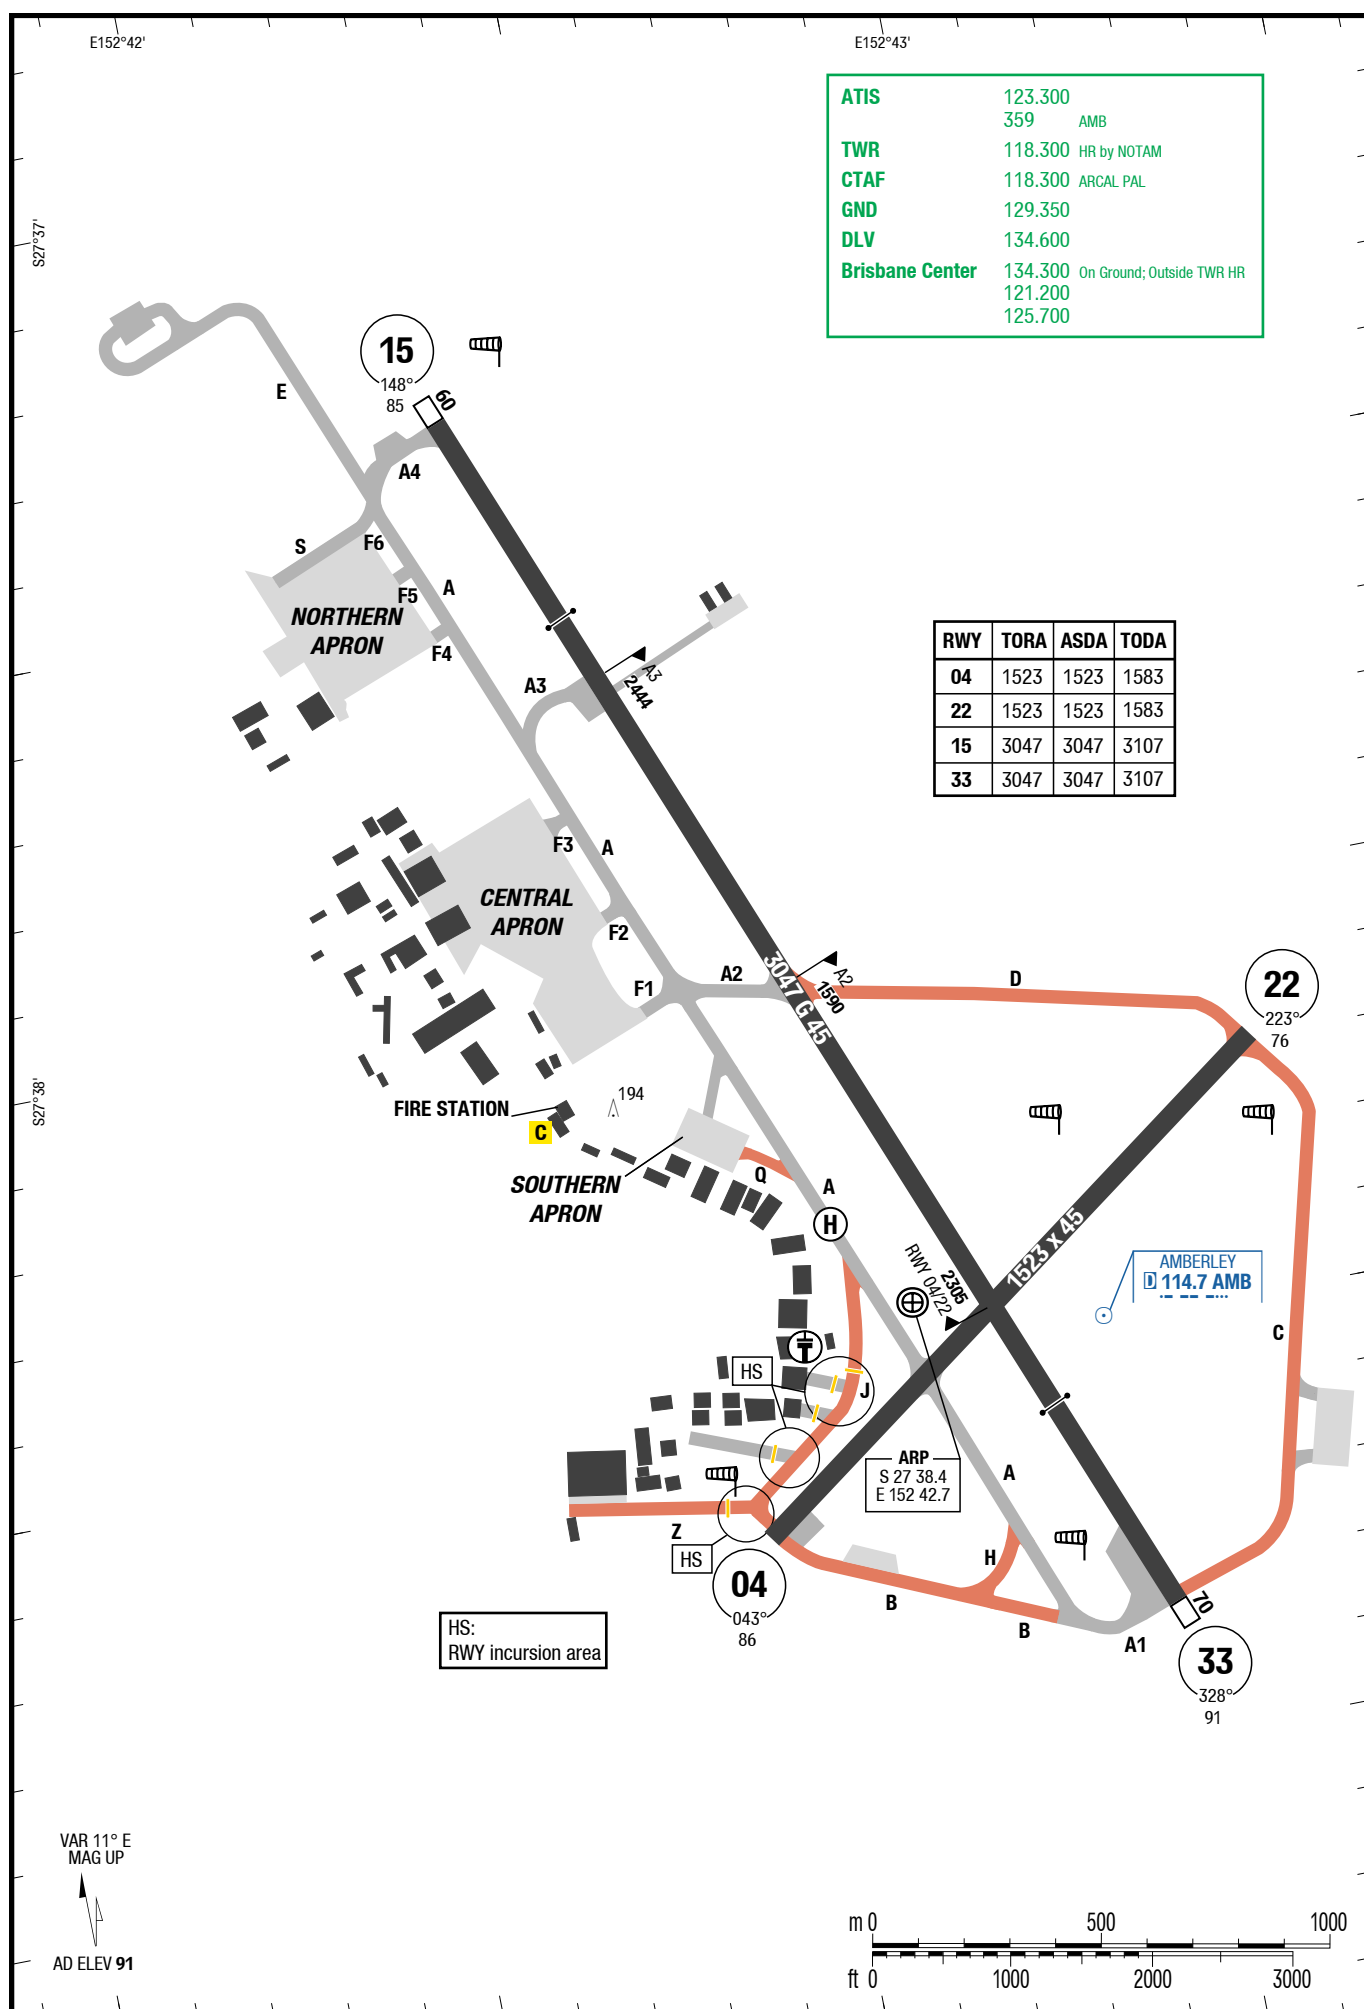 E152°42'
E152°43'
ATIS 123.300
359 AMB
TWR 118.300 HR by NOTAM
CTAF 118.300 ARCAL PAL
GND 129.350
DLV 134.600
Brisbane Center 134.300 On Ground; Outside TWR HR
121.200
125.700
S27°37'
15
148°
85
60
E
A4
S
F6
A
F5
NORTHERN
APRON
F4
A3
A3
2444
RWY TORA ASDA TODA
04 1523 1523 1583
22 1523 1523 1583
15 3047 3047 3107
33 3047 3047 3107
F3
A
CENTRAL
APRON
F2
F1
A2
3047 G 45
A2
1590
D
22
223°
76
S27°38'
FIRE STATION
C
194
SOUTHERN
APRON
Q
A
H
RWY 04/22
2305
1523 x 45
AMBERLEY
D 114.7 AMB
C
HS
J
ARP
S 27 38.4
E 152 42.7
A
Z
HS
04
043°
86
H
B
B
A1
70
33
328°
91
HS:
RWY incursion area
VAR 11° E
MAG UP
AD ELEV 91
m 0 500 1000
ft 0 1000 2000 3000